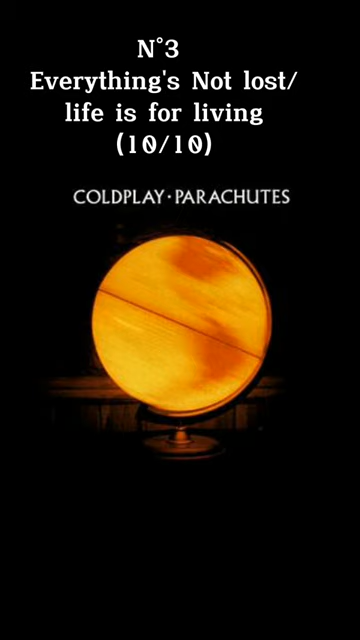 N°3
Everything's Not lost/
life is for living
(10/10)
COLDPLAY·PARACHUTES